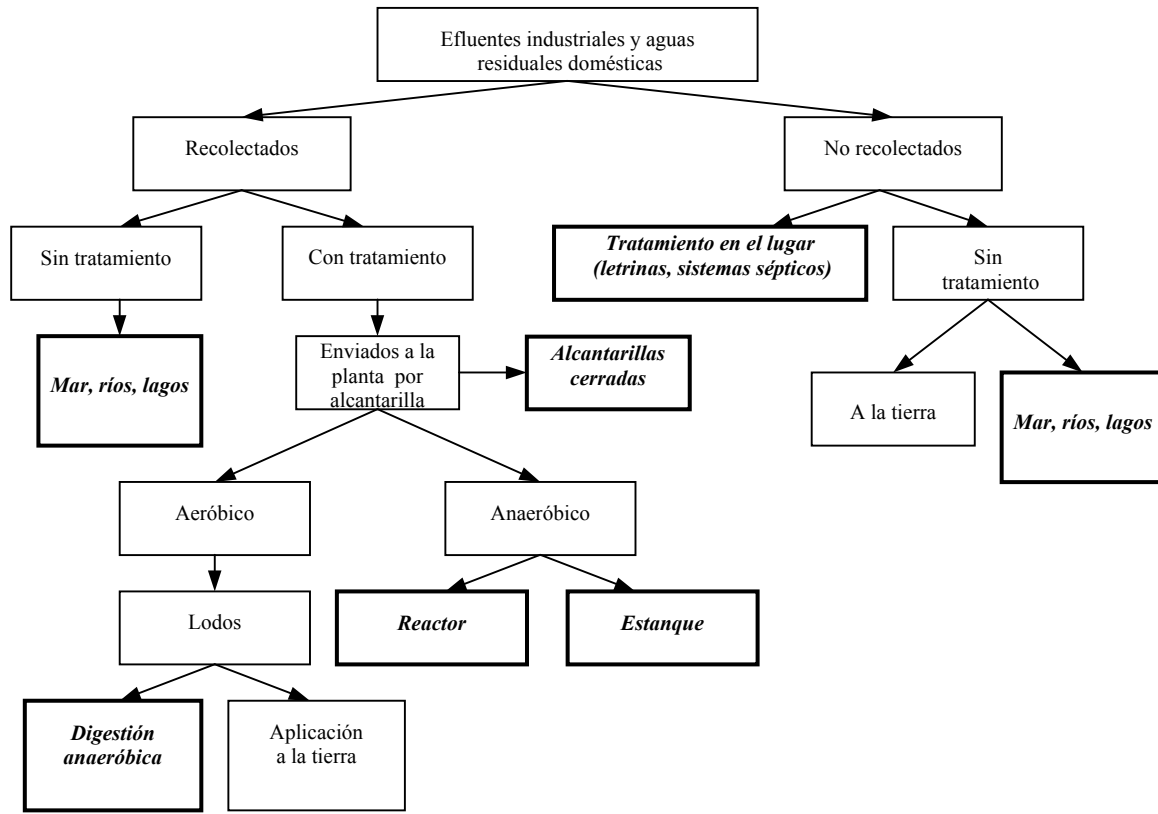 Efluentes industriales y aguas
residuales domésticas
Recolectados
No recolectados
Sin tratamiento
Con tratamiento
Tratamiento en el lugar
(letrinas, sistemas sépticos)
Sin
tratamiento
Mar, ríos, lagos
Enviados a la
planta por
alcantarilla
Alcantarillas
cerradas
A la tierra
Mar, ríos, lagos
Aeróbico
Anaeróbico
Lodos
Reactor
Estanque
Digestión
anaeróbica
Aplicación
a la tierra